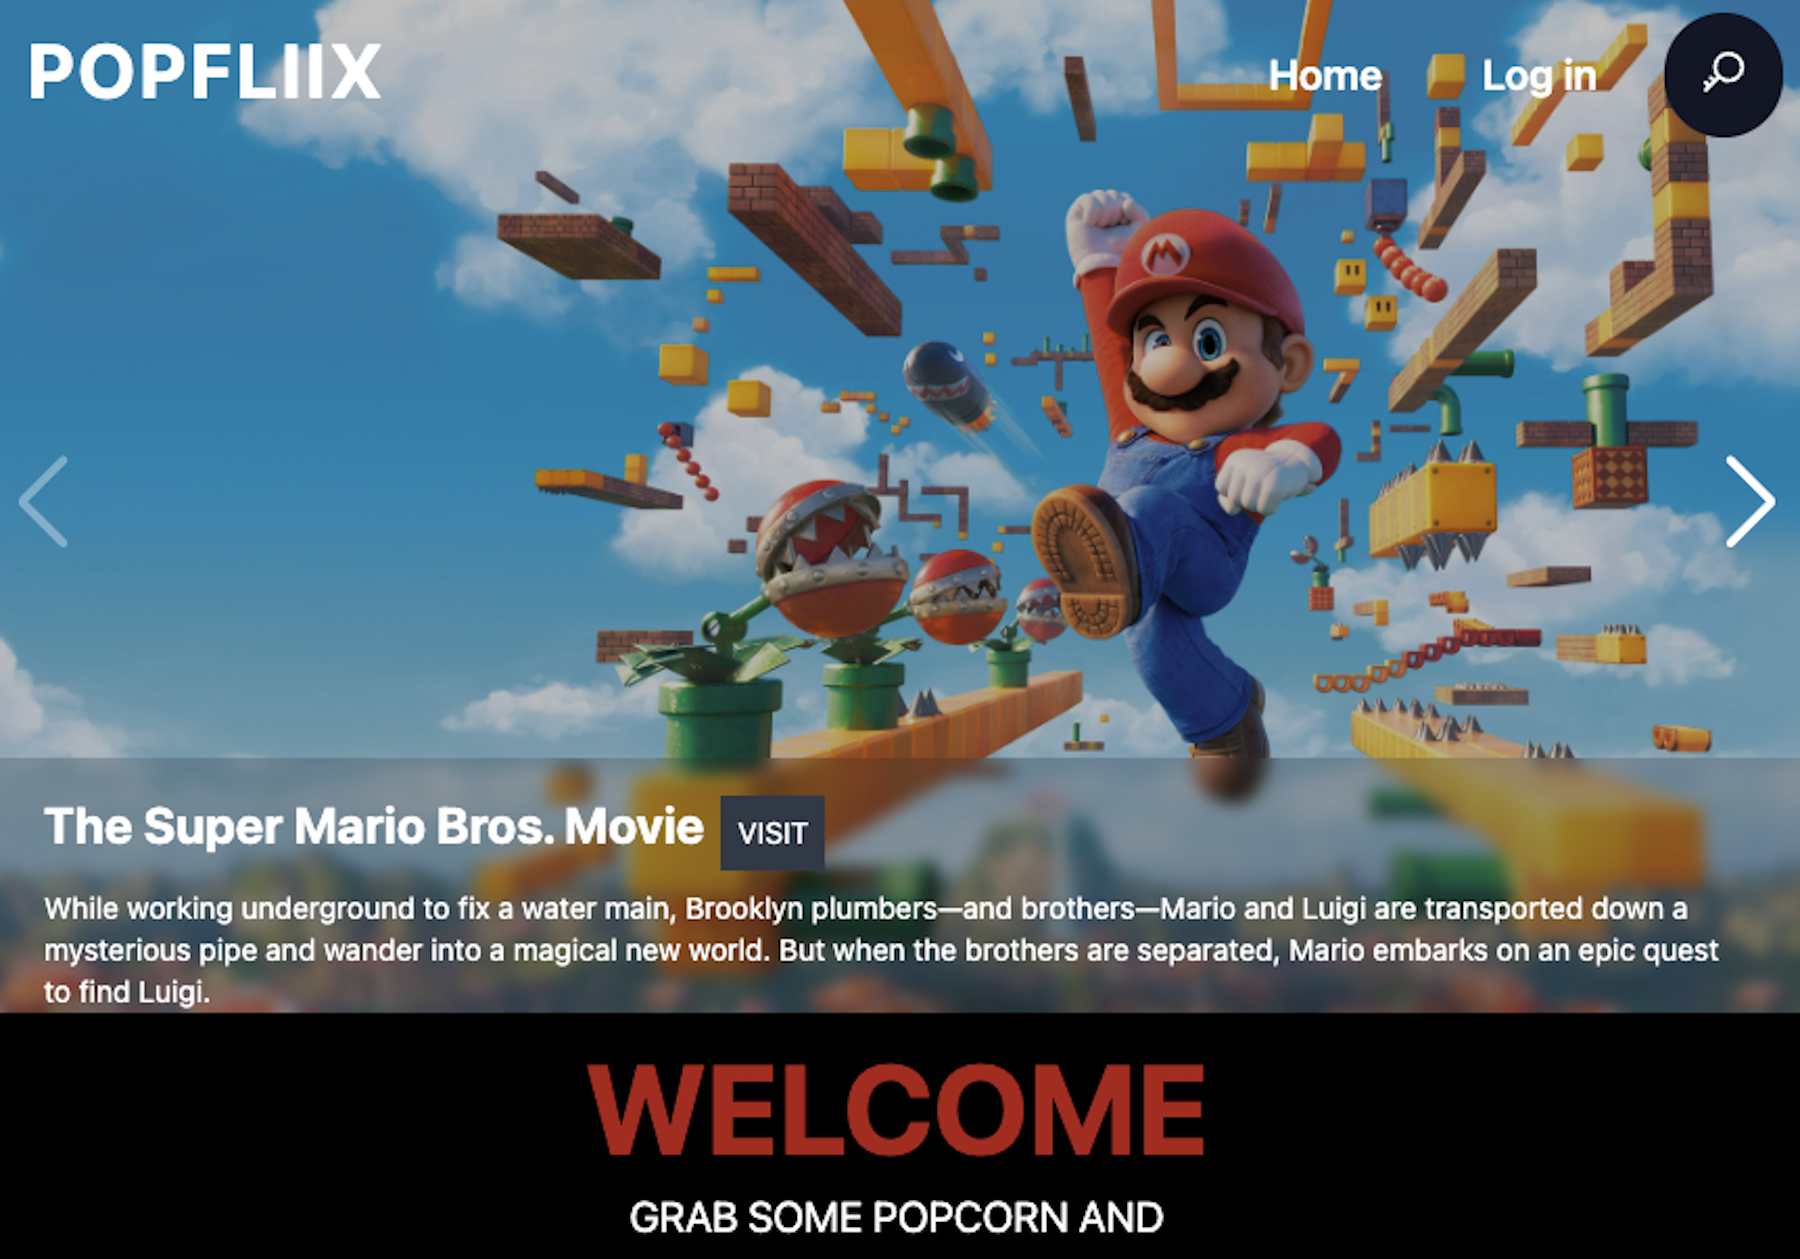 POPFLIIX
Home
Log in
M
The Super Mario Bros. Movie
VISIT
While working underground to fix a water main, Brooklyn plumbers—and brothers—Mario and Luigi are transported down a
mysterious pipe and wander into a magical new world. But when the brothers are separated, Mario embarks on an epic quest
to find Luigi.
WELCOME
GRAB SOME POPCORN AND